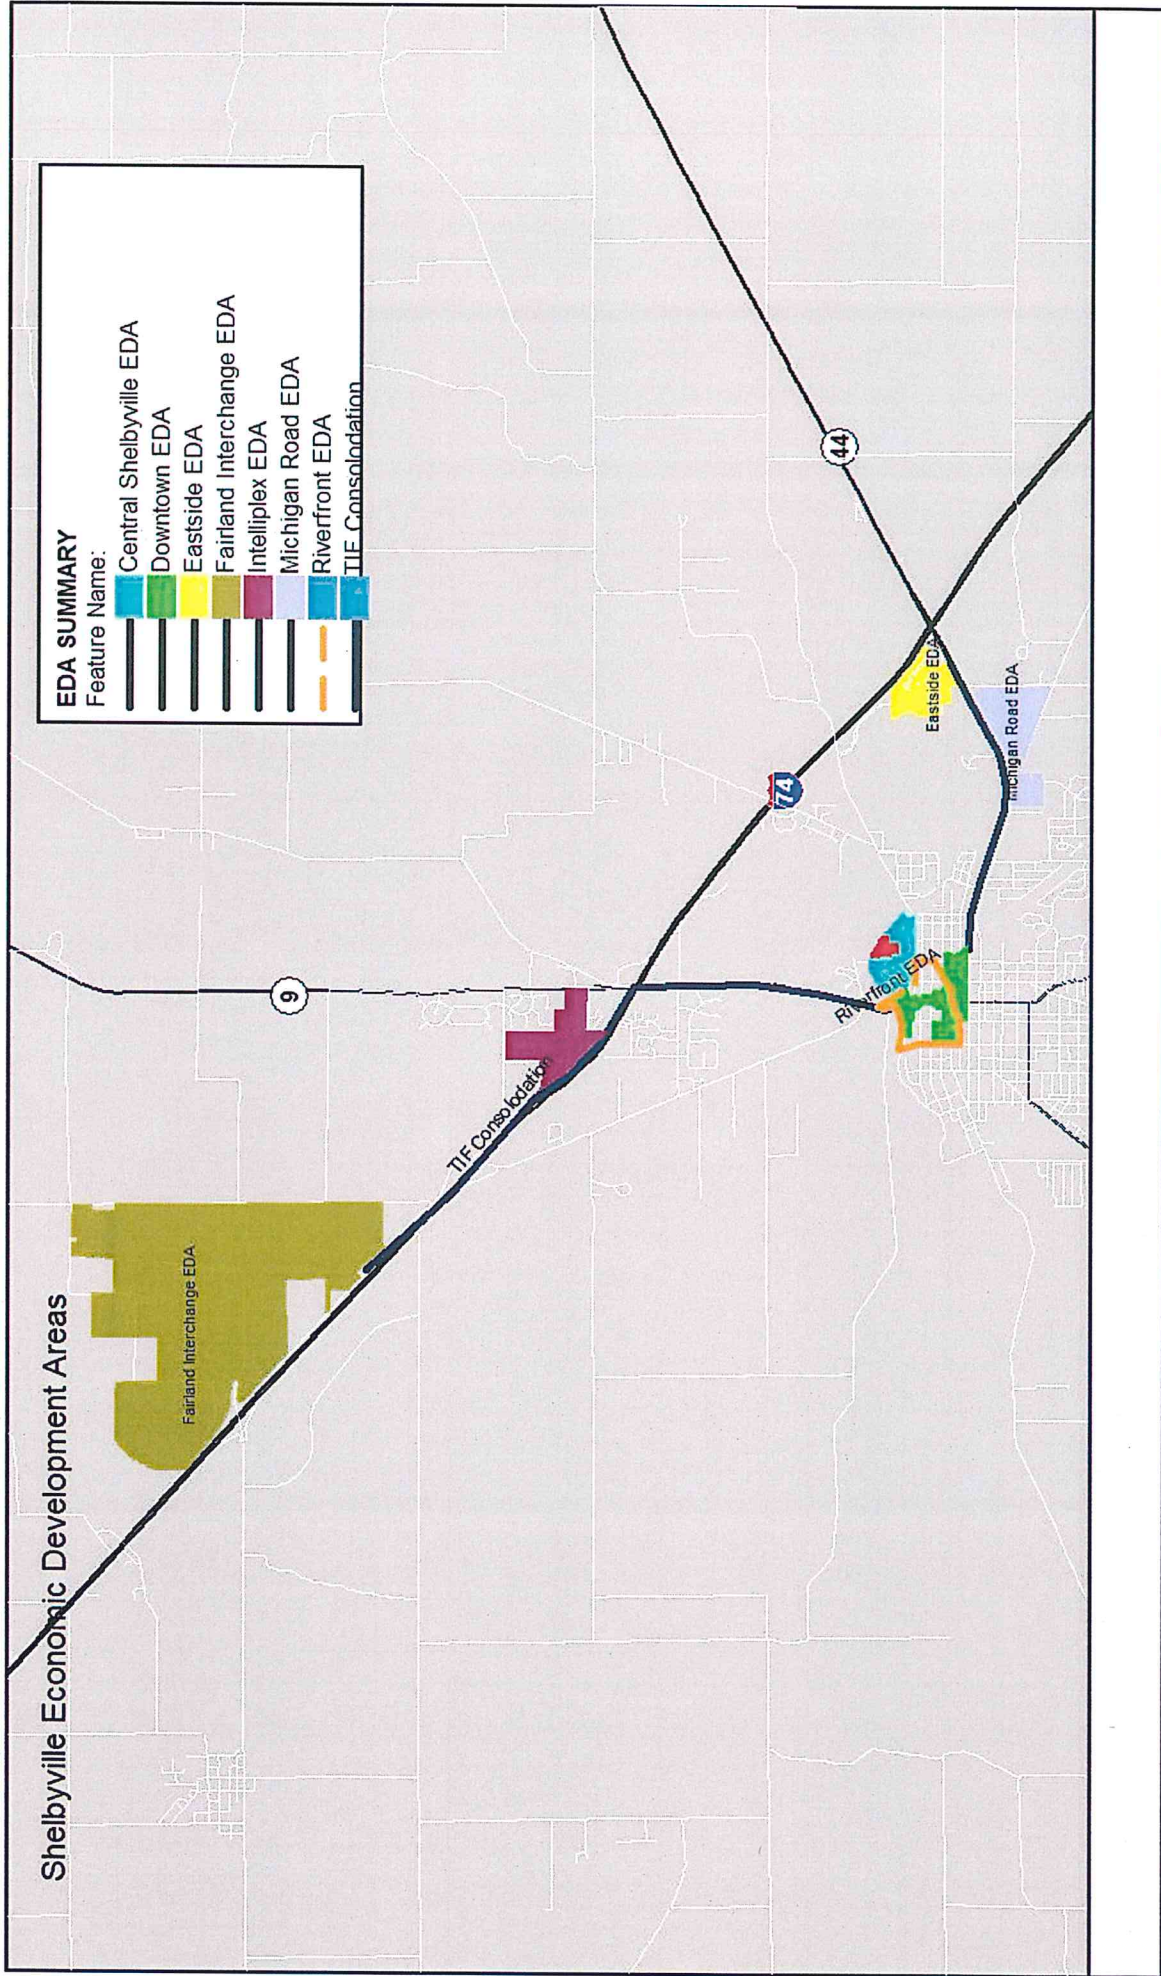 Shelbyville Economic Development Areas
EDA SUMMARY
Feature Name:
Central Shelbyville EDA
Downtown EDA
Eastside EDA
Fairland Interchange EDA
Intelliplex EDA
Michigan Road EDA
Riverfront EDA
TIF Consolodation
Fairland Interchange EDA
9
TIF Consolodation
74
44
Riverfront EDA
Eastside EDA
Michigan Road EDA